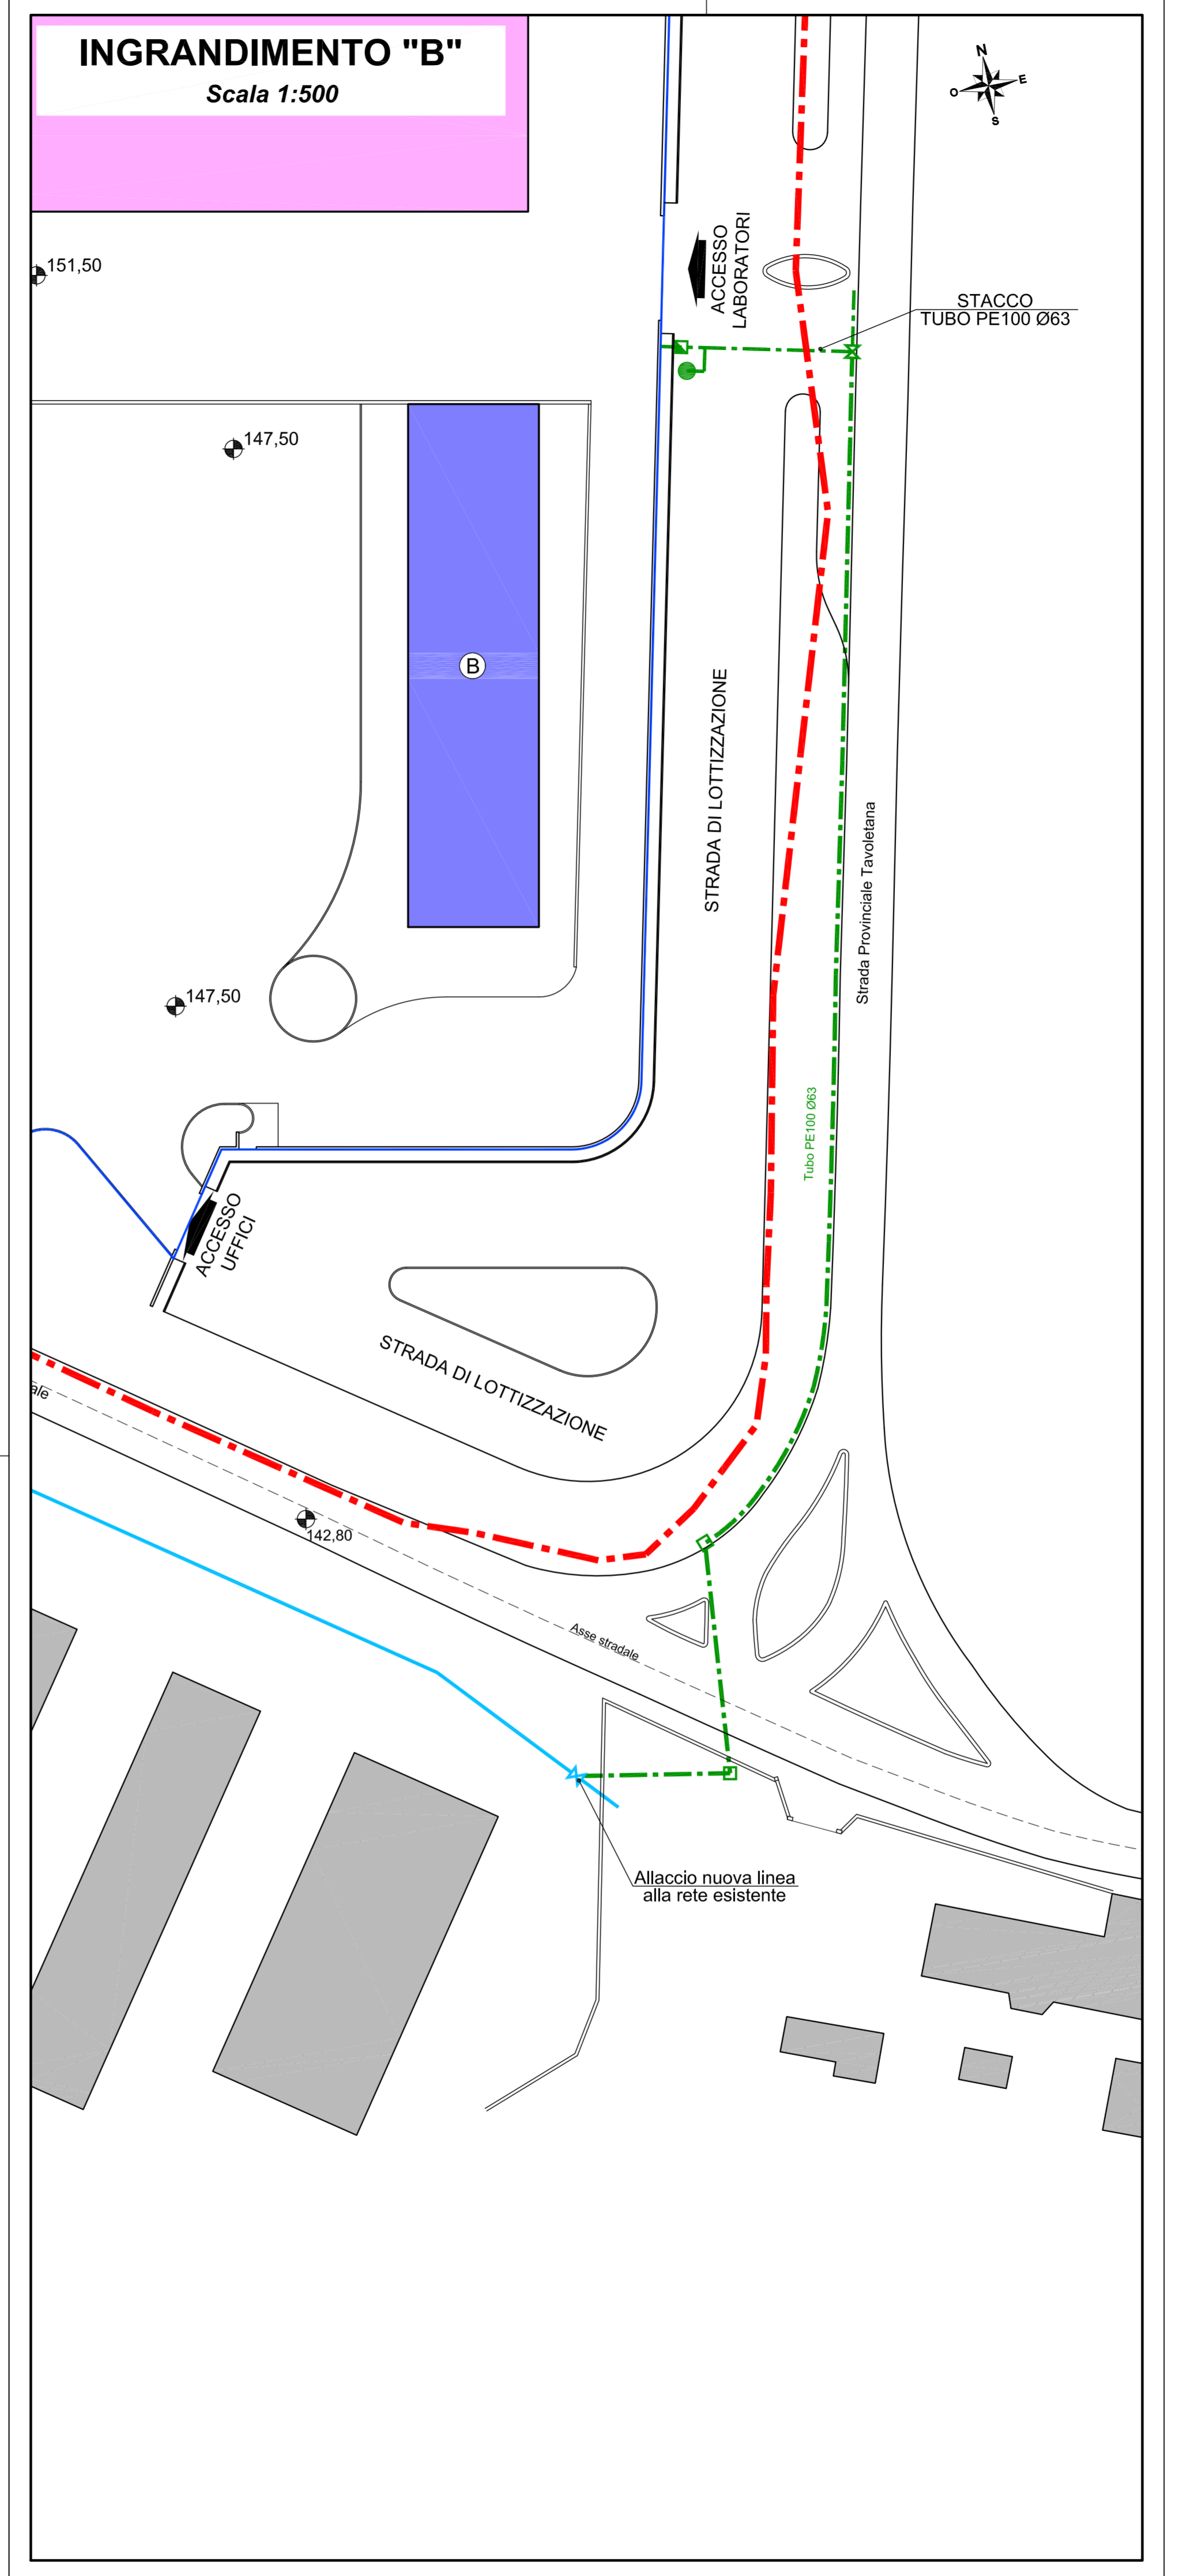 INGRANDIMENTO "B"
Scala 1:500
N
E
O
S
151,50
ACCESSO
LABORATORI
STACCO
TUBO PE100 Ø63
147,50
B
STRADA DI LOTTIZZAZIONE
Strada Provinciale Tavoletana
147,50
Tubo PE100 Ø63
ACCESSO
UFFICI
STRADA DI LOTTIZZAZIONE
ale
142,80
Asse stradale
Allaccio nuova linea
alla rete esistente